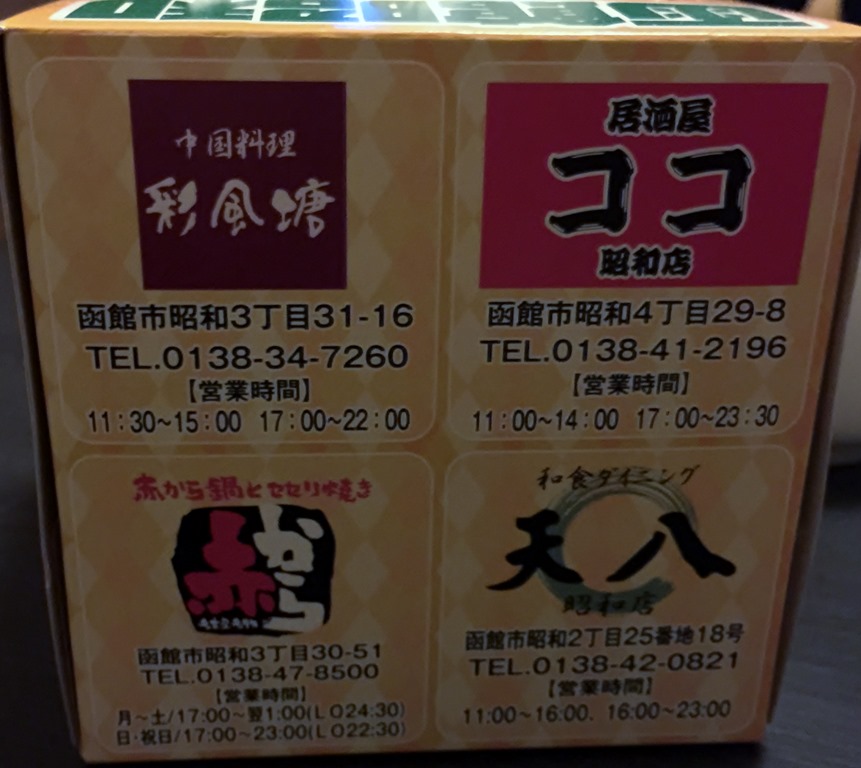 中国料理
彩風塘
函館市昭和3丁目31-16
TEL.0138-34-7260
【営業時間】
11:30~15:00 17:00~22:00
居酒屋
ココ
昭和店
函館市昭和4丁目29-8
TEL.0138-41-2196
【営業時間】
11:00~14:00 17:00~23:30
赤から鍋とセセリ焼き
赤から
函館市昭和3丁目30-51
TEL.0138-47-8500
【営業時間】
月~土/17:00~翌1:00(LO24:30)
日・祝日/17:00~23:00(LO22:30)
和食ダイニング
天八
昭和店
函館市昭和2丁目25番地18号
TEL.0138-42-0821
【営業時間】
11:00~16:00、16:00~23:00